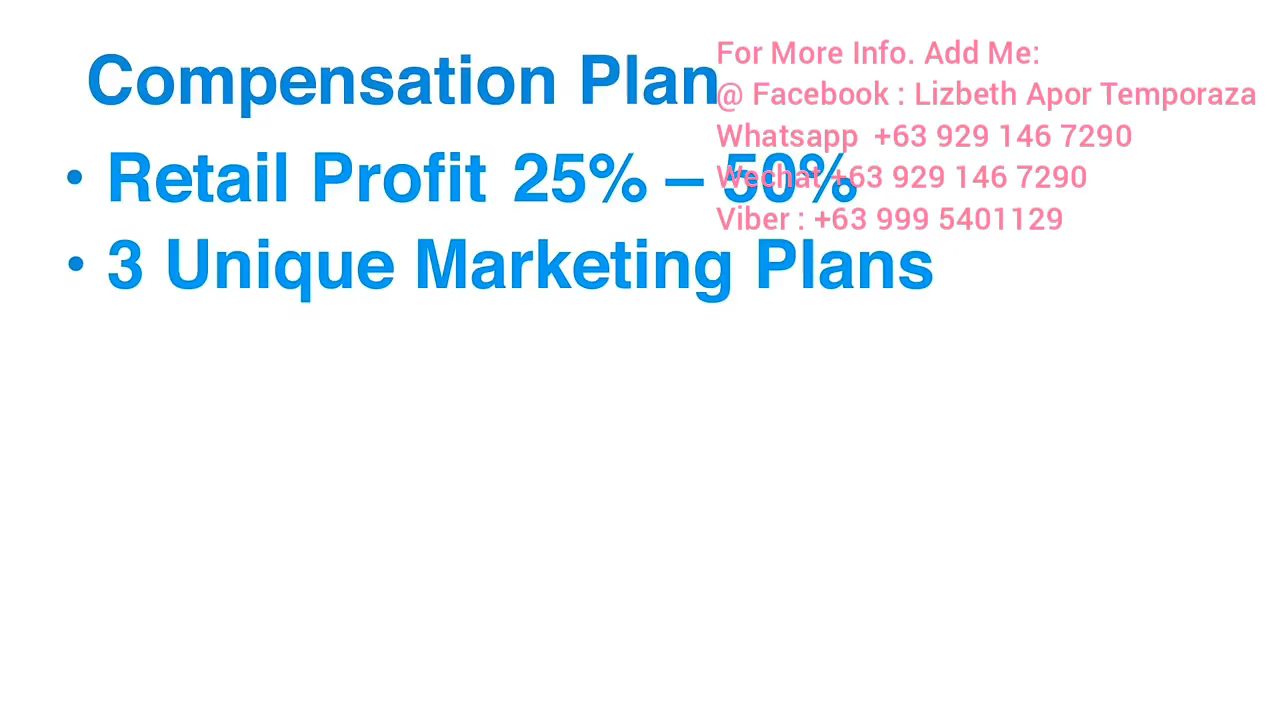 Compensation Plan
• Retail Profit 25% – 50%
• 3 Unique Marketing Plans
For More Info. Add Me:
@ Facebook : Lizbeth Apor Temporaza
Whatsapp +63 929 146 7290
Wechat +63 929 146 7290
Viber : +63 999 5401129